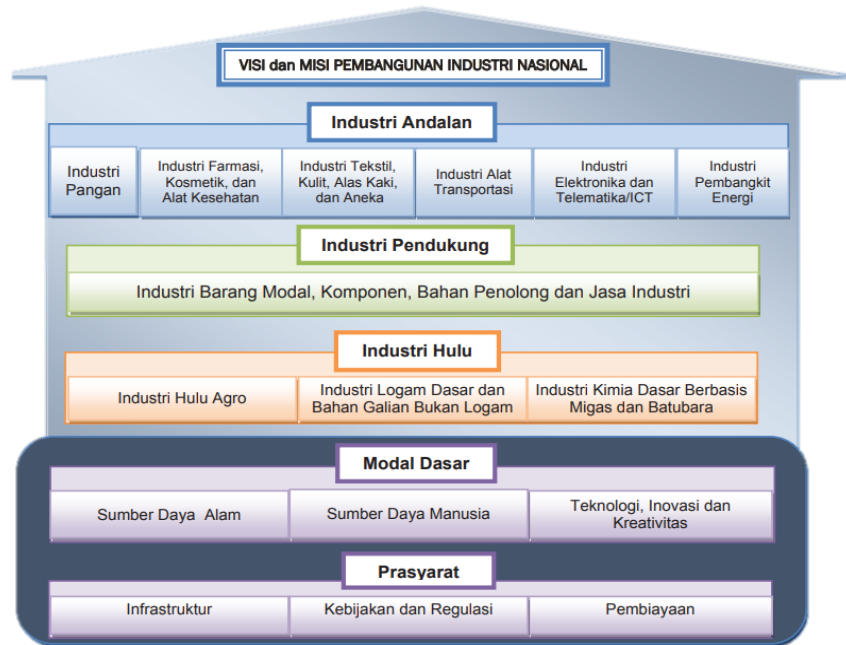 VISI dan MISI PEMBANGUNAN INDUSTRI NASIONAL
Industri Andalan
Industri
Pangan
Industri Farmasi,
Kosmetik, dan
Alat Kesehatan
Industri Tekstil,
Kulit, Alas Kaki,
dan Aneka
Industri Alat
Transportasi
Industri
Elektronika dan
Telematika/ICT
Industri
Pembangkit
Energi
Industri Pendukung
Industri Barang Modal, Komponen, Bahan Penolong dan Jasa Industri
Industri Hulu
Industri Hulu Agro
Industri Logam Dasar dan
Bahan Galian Bukan Logam
Industri Kimia Dasar Berbasis
Migas dan Batubara
Modal Dasar
Sumber Daya Alam
Sumber Daya Manusia
Teknologi, Inovasi dan
Kreativitas
Prasyarat
Infrastruktur
Kebijakan dan Regulasi
Pembiayaan